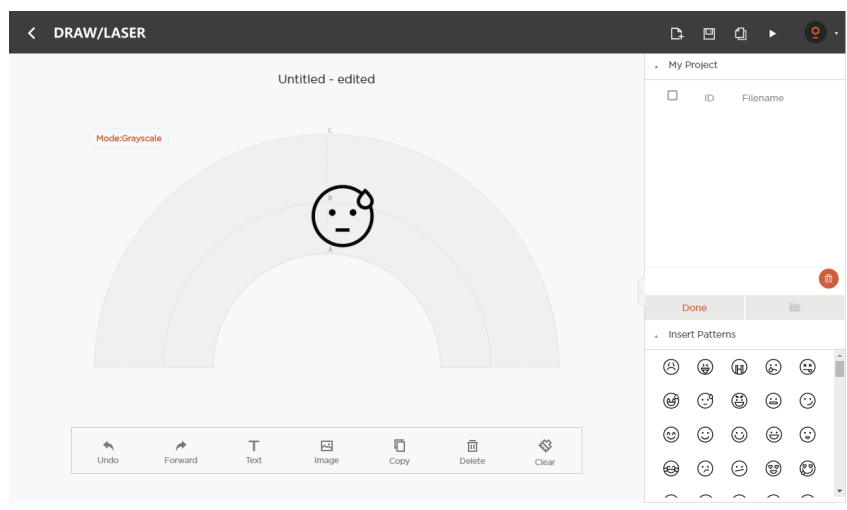 DRAW/LASER
Untitled - edited
Mode:Grayscale
C
B
A
Undo
Forward
Text
Image
Copy
Delete
Clear
My Project
ID
Filename
Done
Insert Patterns